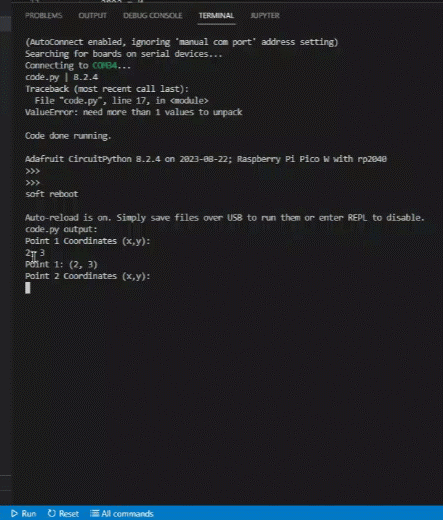 PROBLEMS OUTPUT DEBUG CONSOLE TERMINAL JUPYTER
(AutoConnect enabled, ignoring 'manual com port' address setting)
Searching for boards on serial devices...
Connecting to COM34...
code.py | 8.2.4
Traceback (most recent call last):
File "code.py", line 17, in <module>
ValueError: need more than 1 values to unpack
Code done running.
Adafruit CircuitPython 8.2.4 on 2023-08-22; Raspberry Pi Pico W with rp2040
>>>
>>>
soft reboot
Auto-reload is on. Simply save files over USB to run them or enter REPL to disable.
code.py output:
Point 1 Coordinates (x,y):
2, 3
Point 1: (2, 3)
Point 2 Coordinates (x,y):
Run Reset All commands